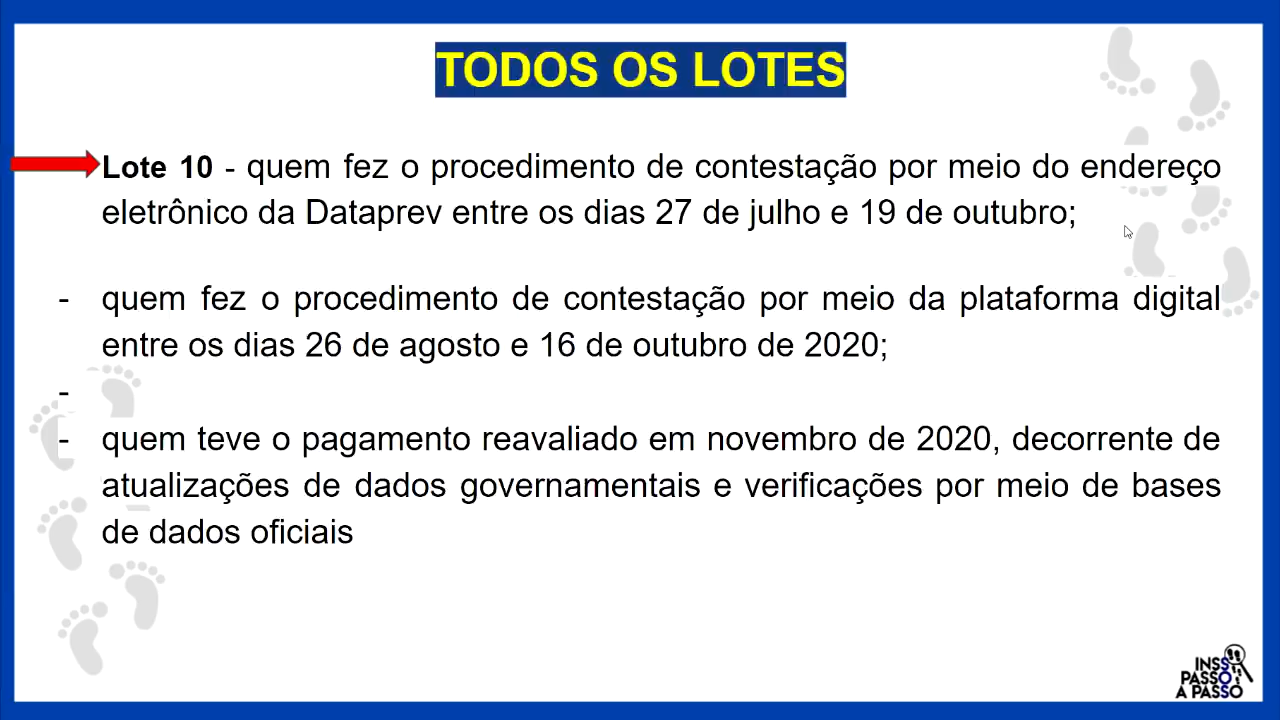 TODOS OS LOTES
Lote 10 - quem fez o procedimento de contestação por meio do endereço
eletrônico da Dataprev entre os dias 27 de julho e 19 de outubro;
- quem fez o procedimento de contestação por meio da plataforma digital
entre os dias 26 de agosto e 16 de outubro de 2020;
-
- quem teve o pagamento reavaliado em novembro de 2020, decorrente de
atualizações de dados governamentais e verificações por meio de bases
de dados oficiais
INSS
PASSO
A PASSO